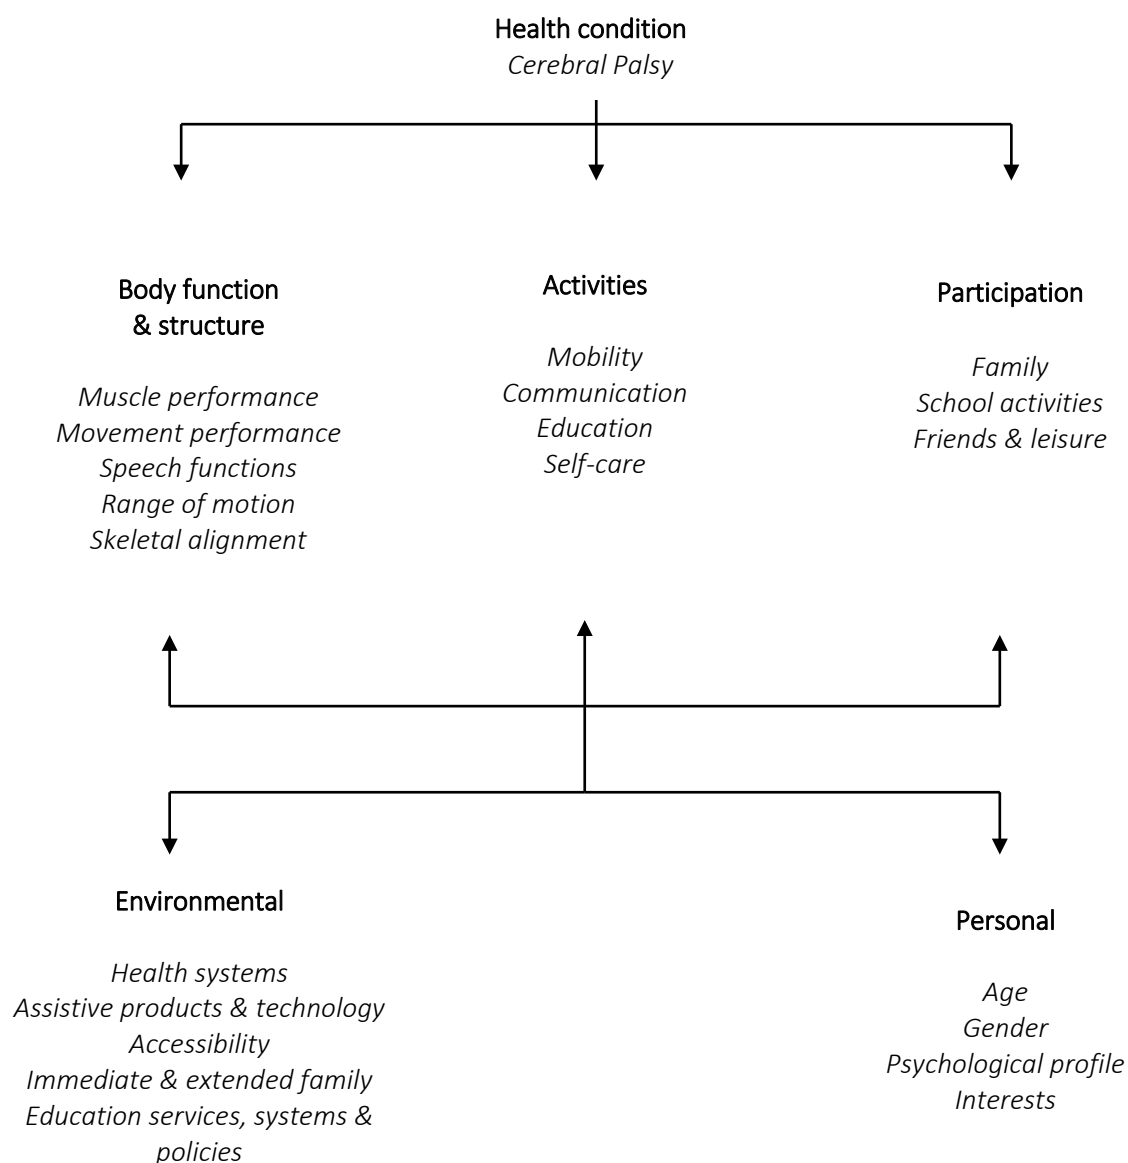 Health condition
Cerebral Palsy
Body function
& structure
Muscle performance
Movement performance
Speech functions
Range of motion
Skeletal alignment
Activities
Mobility
Communication
Education
Self-care
Participation
Family
School activities
Friends & leisure
Environmental
Health systems
Assistive products & technology
Accessibility
Immediate & extended family
Education services, systems &
policies
Personal
Age
Gender
Psychological profile
Interests